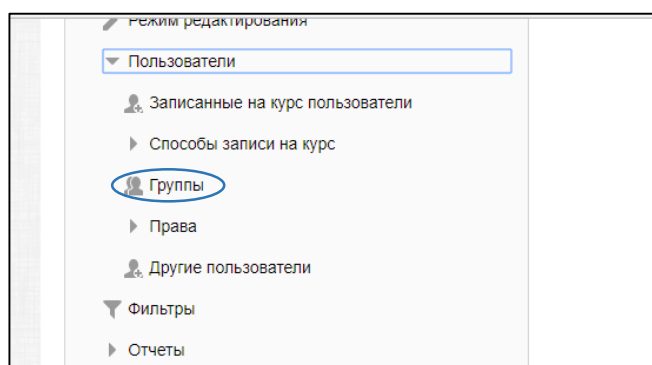 Режим редактирования
Пользователи
Записанные на курс пользователи
Способы записи на курс
Группы
Права
Другие пользователи
Фильтры
Отчеты